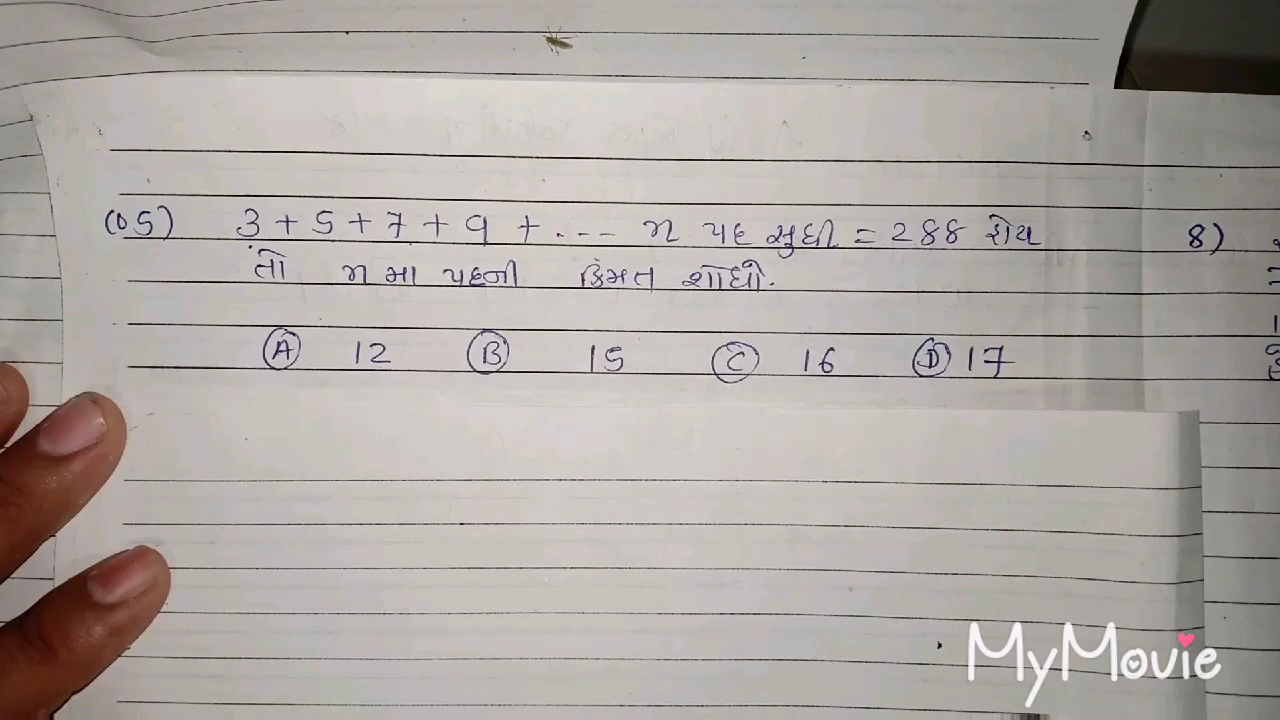 (05) 3 + 5 + 7 + 9 + .--- n પદ સુધી = 288 હોય 8)
તો n મા પદની કિંમત શોધો.
(A) 12 (B) 15 (C) 16 (D) 17
MyMovie